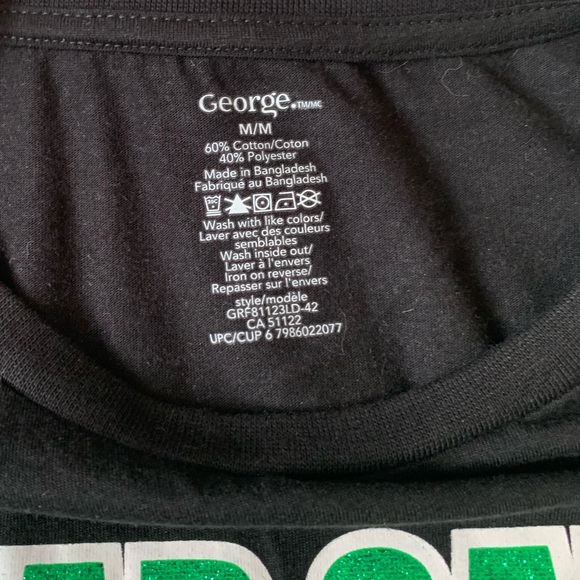 George.TM/MC
M/M
60% Cotton/Coton
40% Polyester
Made in Bangladesh
Fabriqué au Bangladesh
Wash with like colors/
Laver avec des couleurs
semblables
Wash inside out/
Laver à l'envers
Iron on reverse/
Repasser sur l'envers
style/modèle
GRF81123LD-42
CA 51122
UPC/CUP 6 7986022077